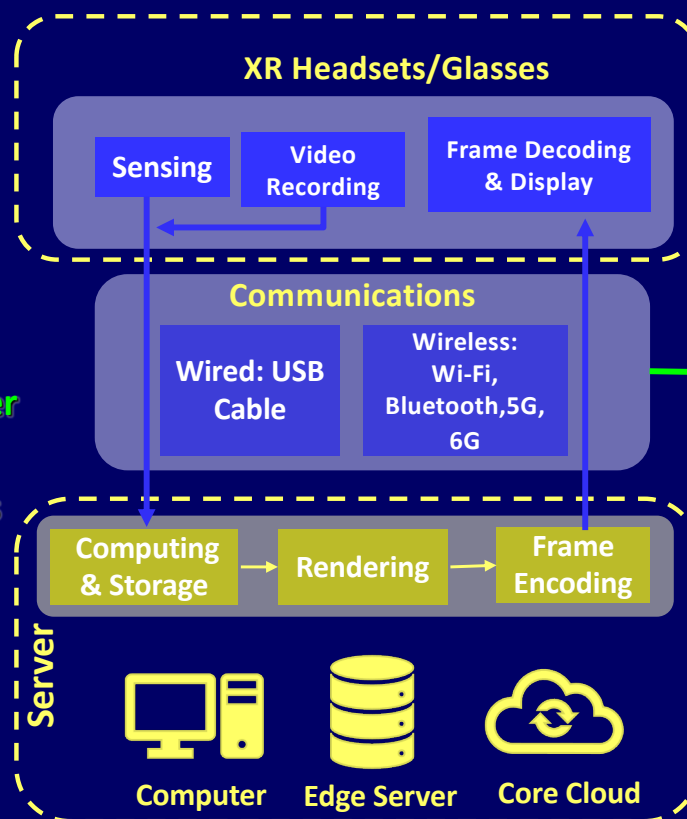 XR Headsets/Glasses
Sensing
Video
Recording
Frame Decoding
& Display
Communications
Wired: USB
Cable
Wireless:
Wi-Fi,
Bluetooth,5G,
6G
er
s
Computing
& Storage
Rendering
Frame
Encoding
Server
Computer
Edge Server
Core Cloud